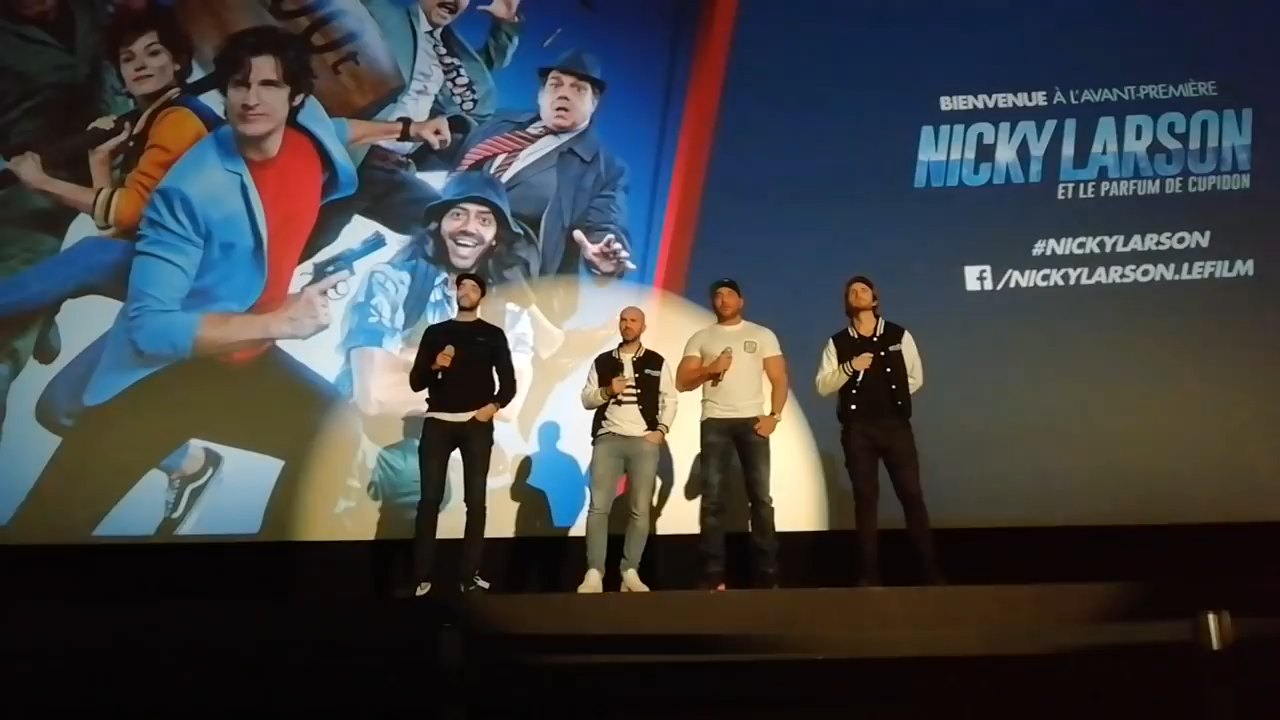 BIENVENUE À L'AVANT-PREMIÈRE
NICKY LARSON
ET LE PARFUM DE CUPIDON
#NICKYLARSON
f/NICKYLARSON.LEFILM